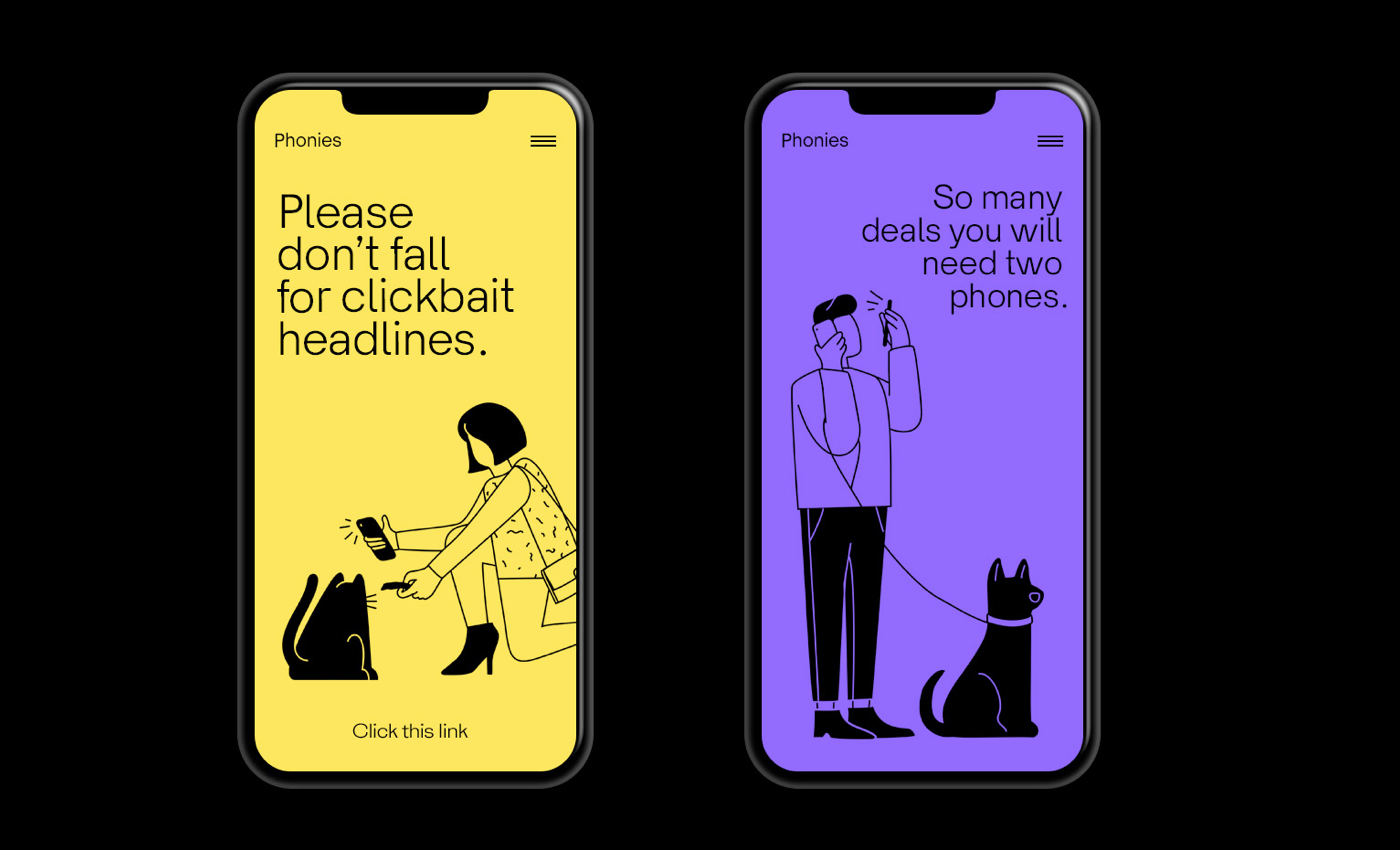 Phonies
Please
don’t fall
for clickbait
headlines.
Click this link
Phonies
So many
deals you will
need two
phones.